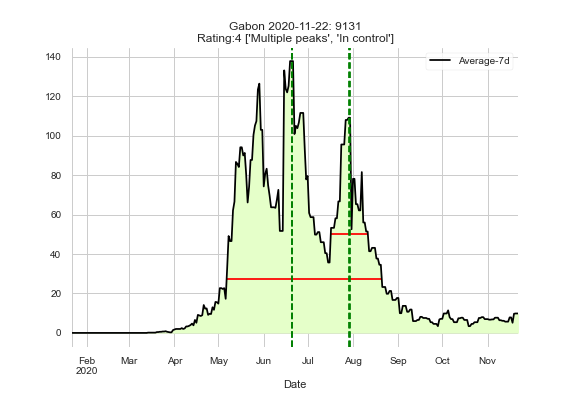 Gabon 2020-11-22: 9131
Rating:4 ['Multiple peaks', 'In control']
Average-7d
140
120
100
80
60
40
20
0
Feb
2020
Mar
Apr
May
Jun
Jul
Aug
Sep
Oct
Nov
Date